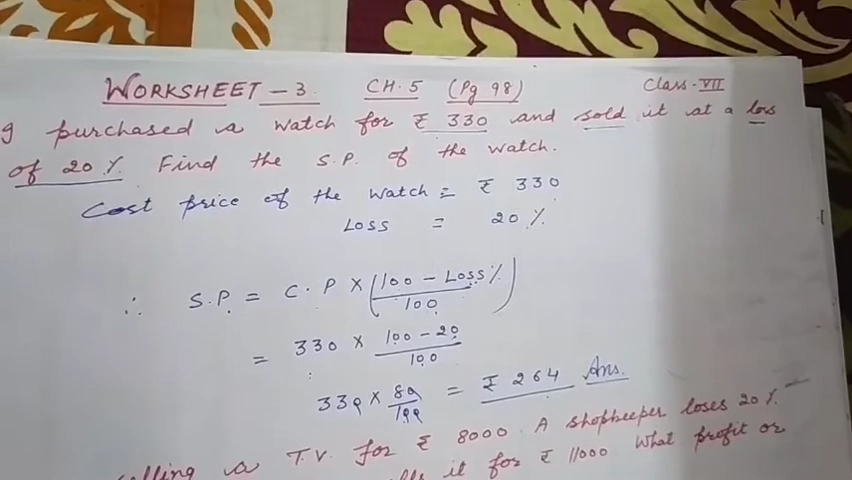 WORKSHEET - 3. CH. 5 (Pg 98) Class - VII
g purchased a watch for ₹ 330 and sold it at a loss
of 20 %. Find the S.P. of the watch.
Cost price of the watch = ₹ 330
Loss = 20 %.
∴ S.P. = C.P × (100 - Loss% / 100)
= 330 × 100 - 20 / 100
330 × 80 / 100 = ₹ 264 Ans.
selling a T.V. for ₹ 8000. A shopkeeper loses 20 %.
it for ₹ 11000. What profit or